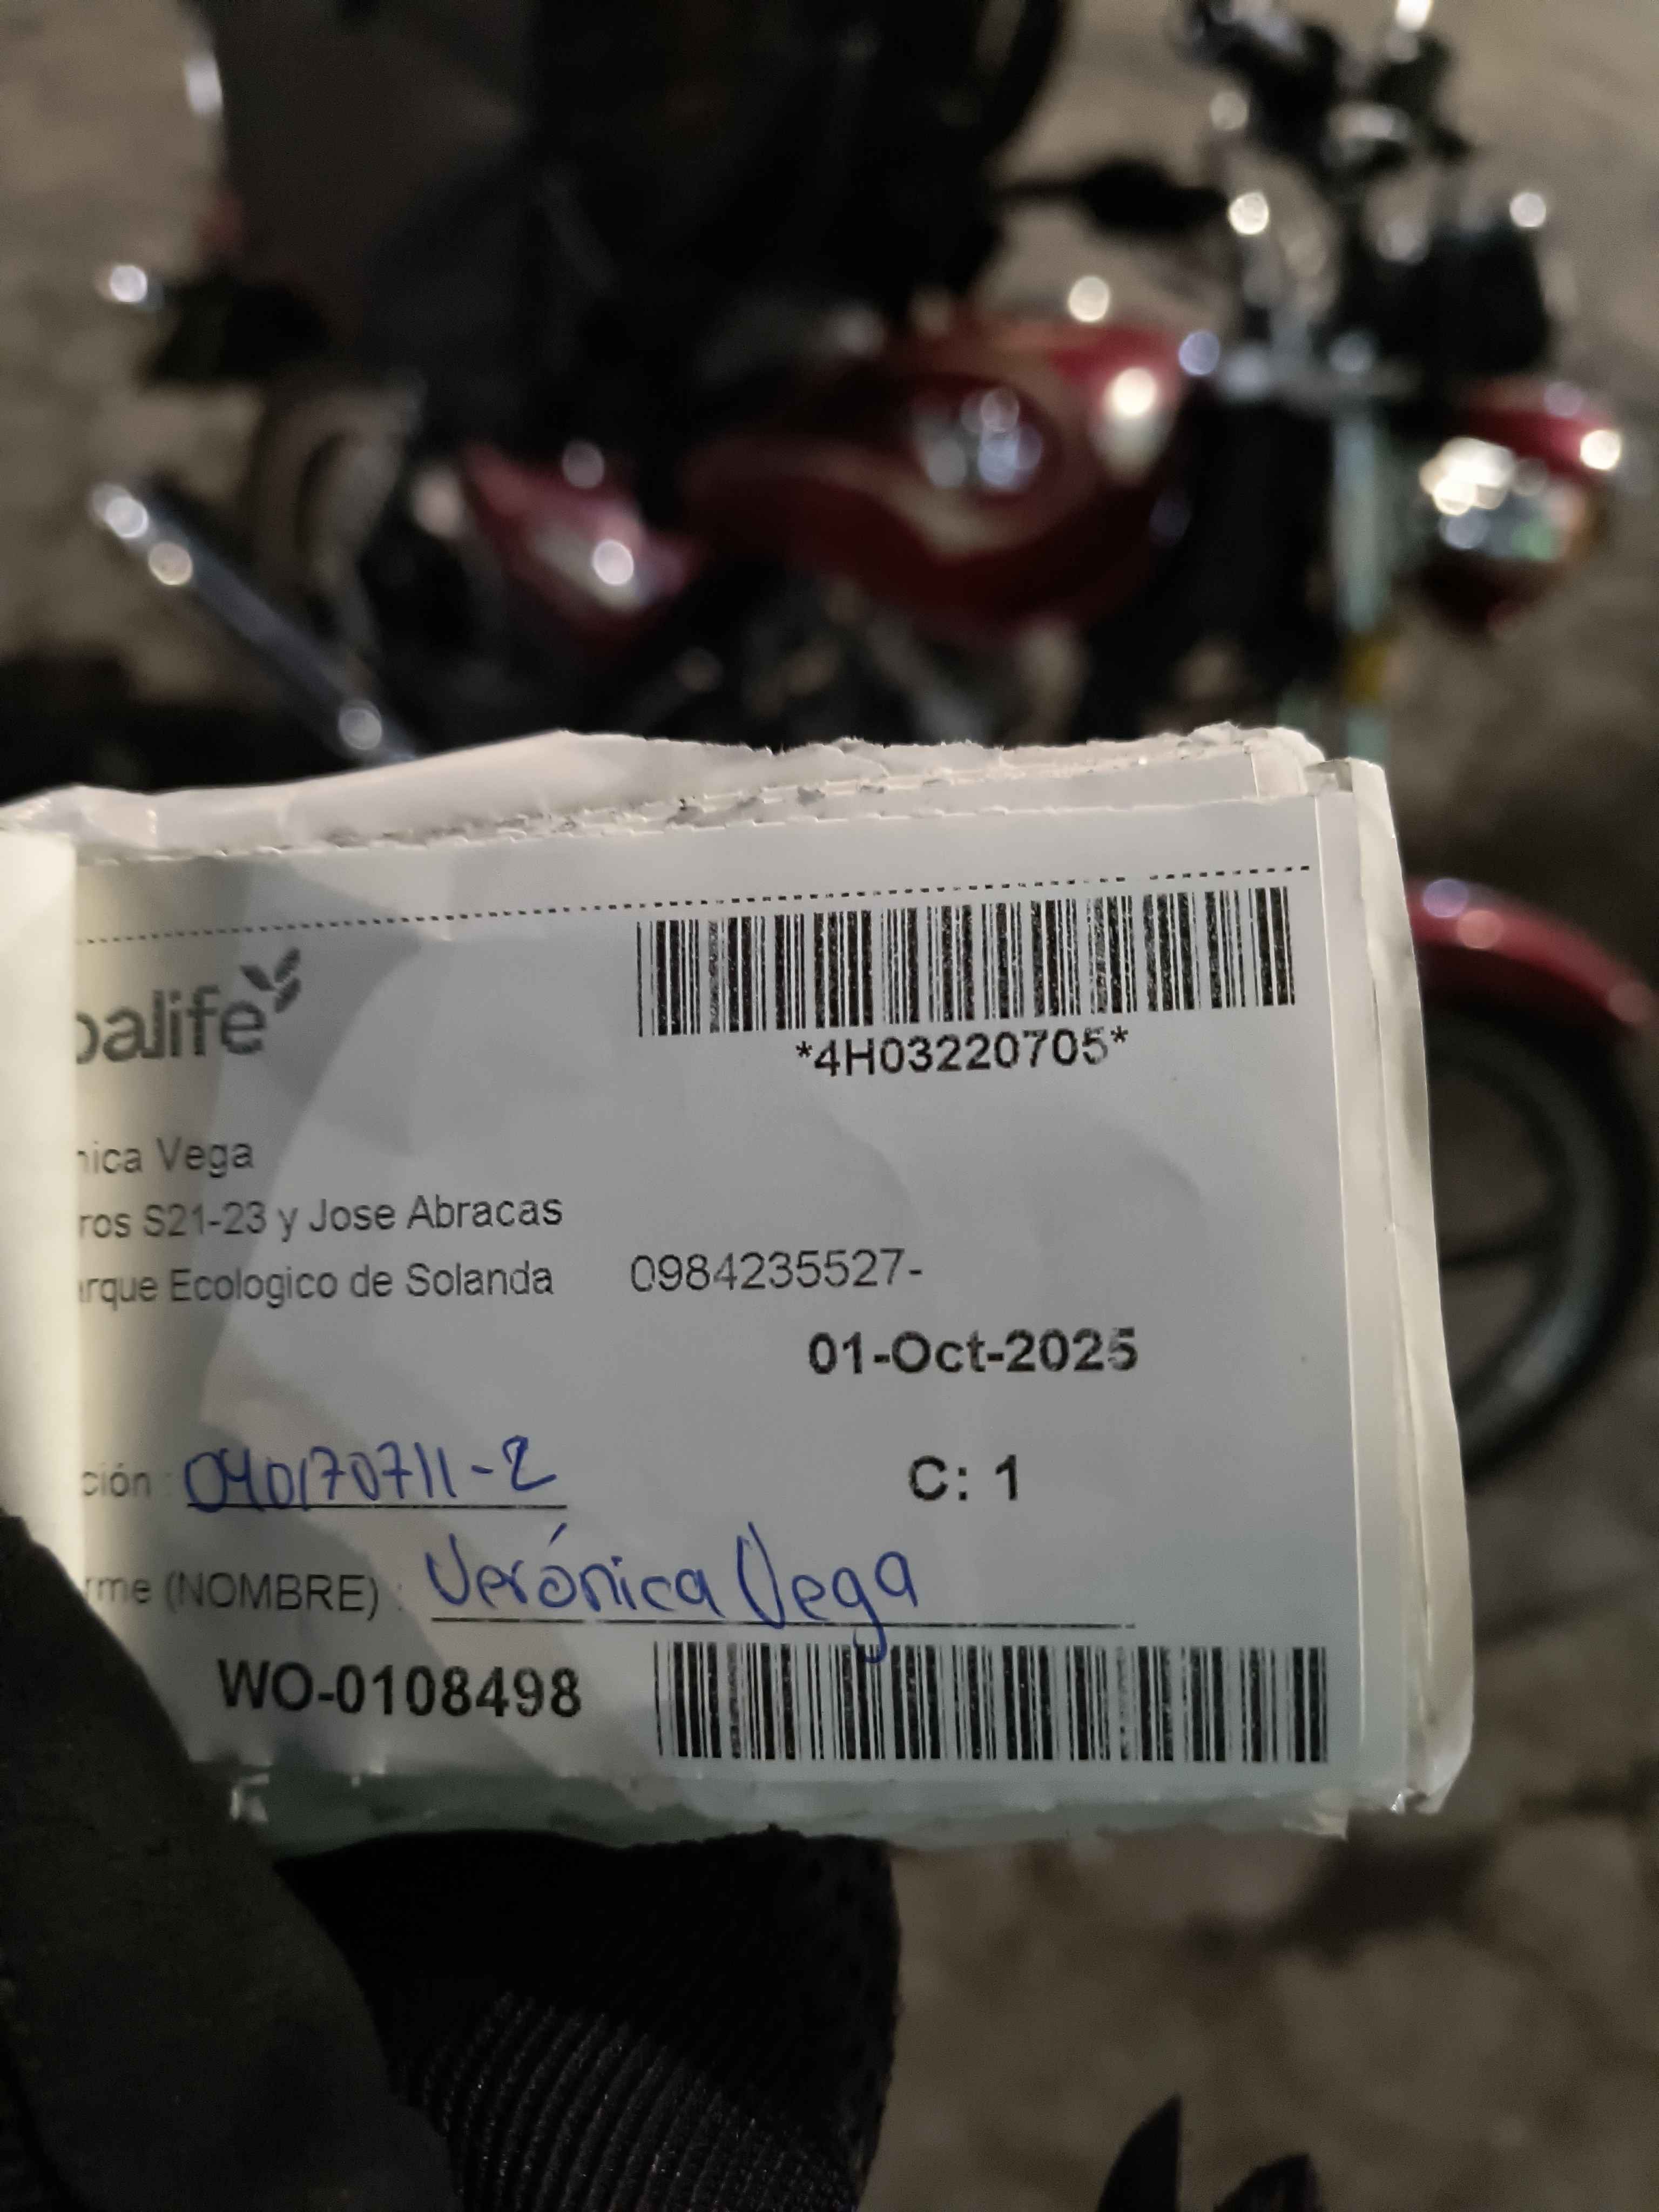 balife
*4H03220705*
nica Vega
ros S21-23 y Jose Abracas
arque Ecologico de Solanda 0984235527-
01-Oct-2025
ción : 040170711-2
C: 1
rme (NOMBRE) : Verónica Vega
WO-0108498